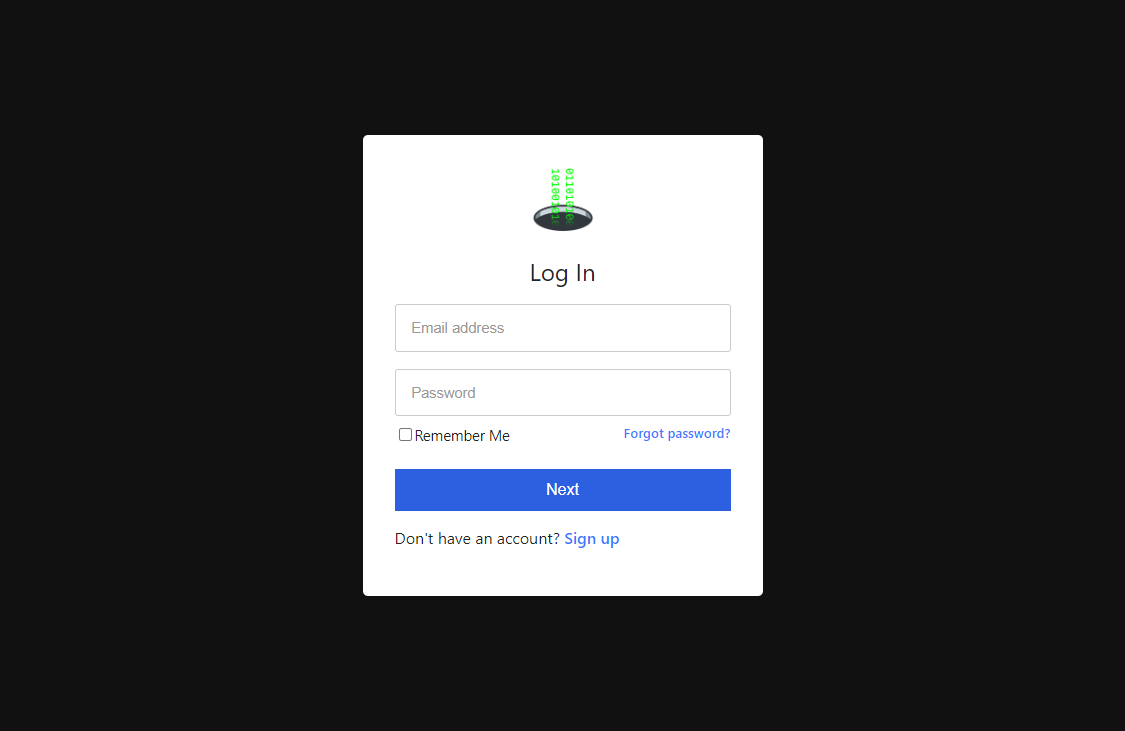 Log In
Email address
Password
Remember Me
Forgot password?
Next
Don't have an account? Sign up